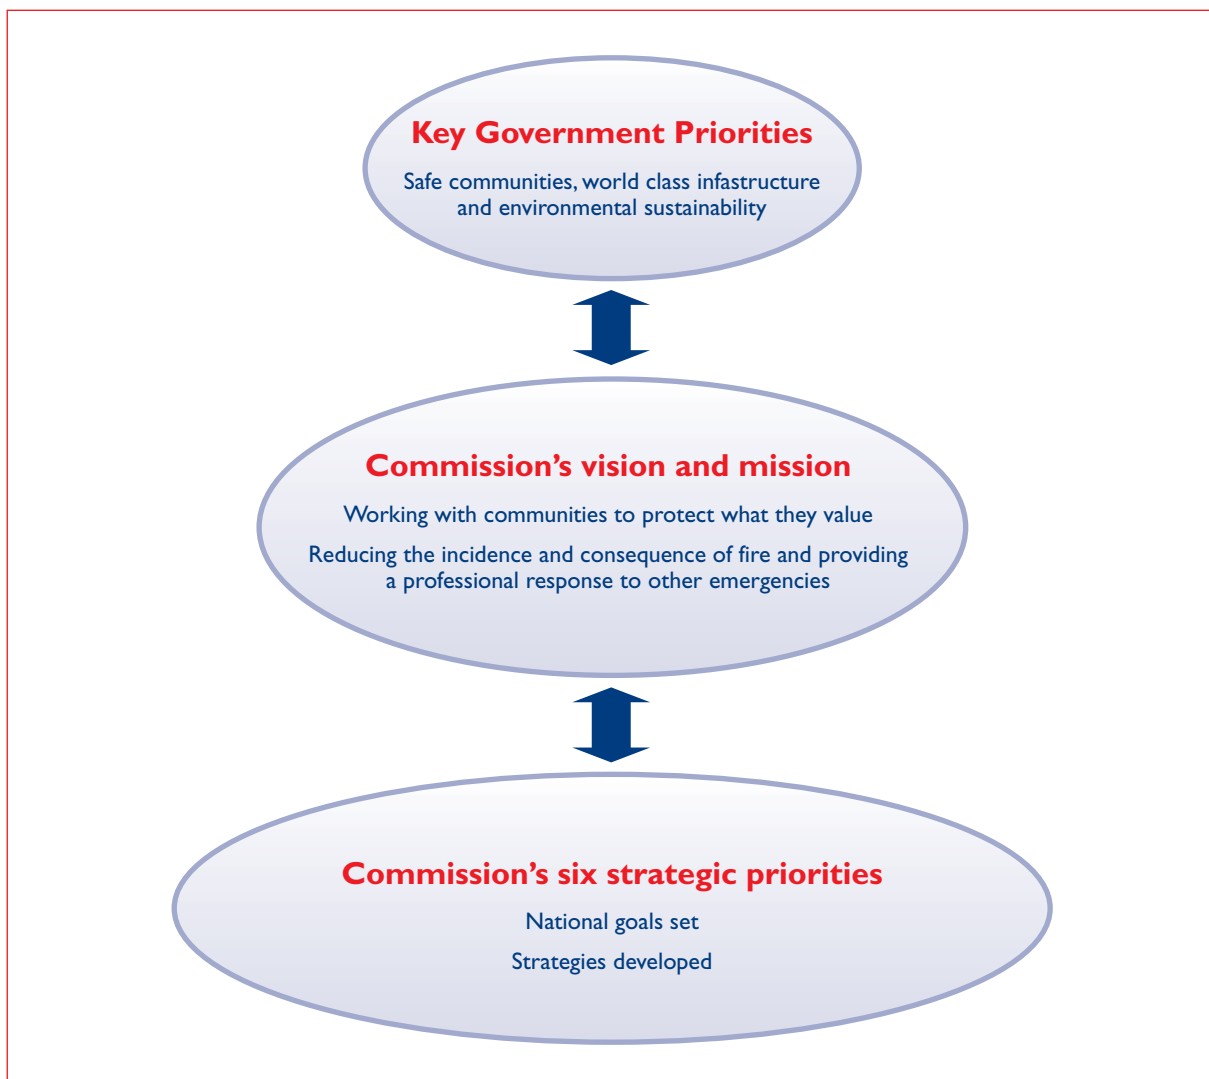 Key Government Priorities
Safe communities, world class infastructure
and environmental sustainability
Commission’s vision and mission
Working with communities to protect what they value
Reducing the incidence and consequence of fire and providing
a professional response to other emergencies
Commission’s six strategic priorities
National goals set
Strategies developed